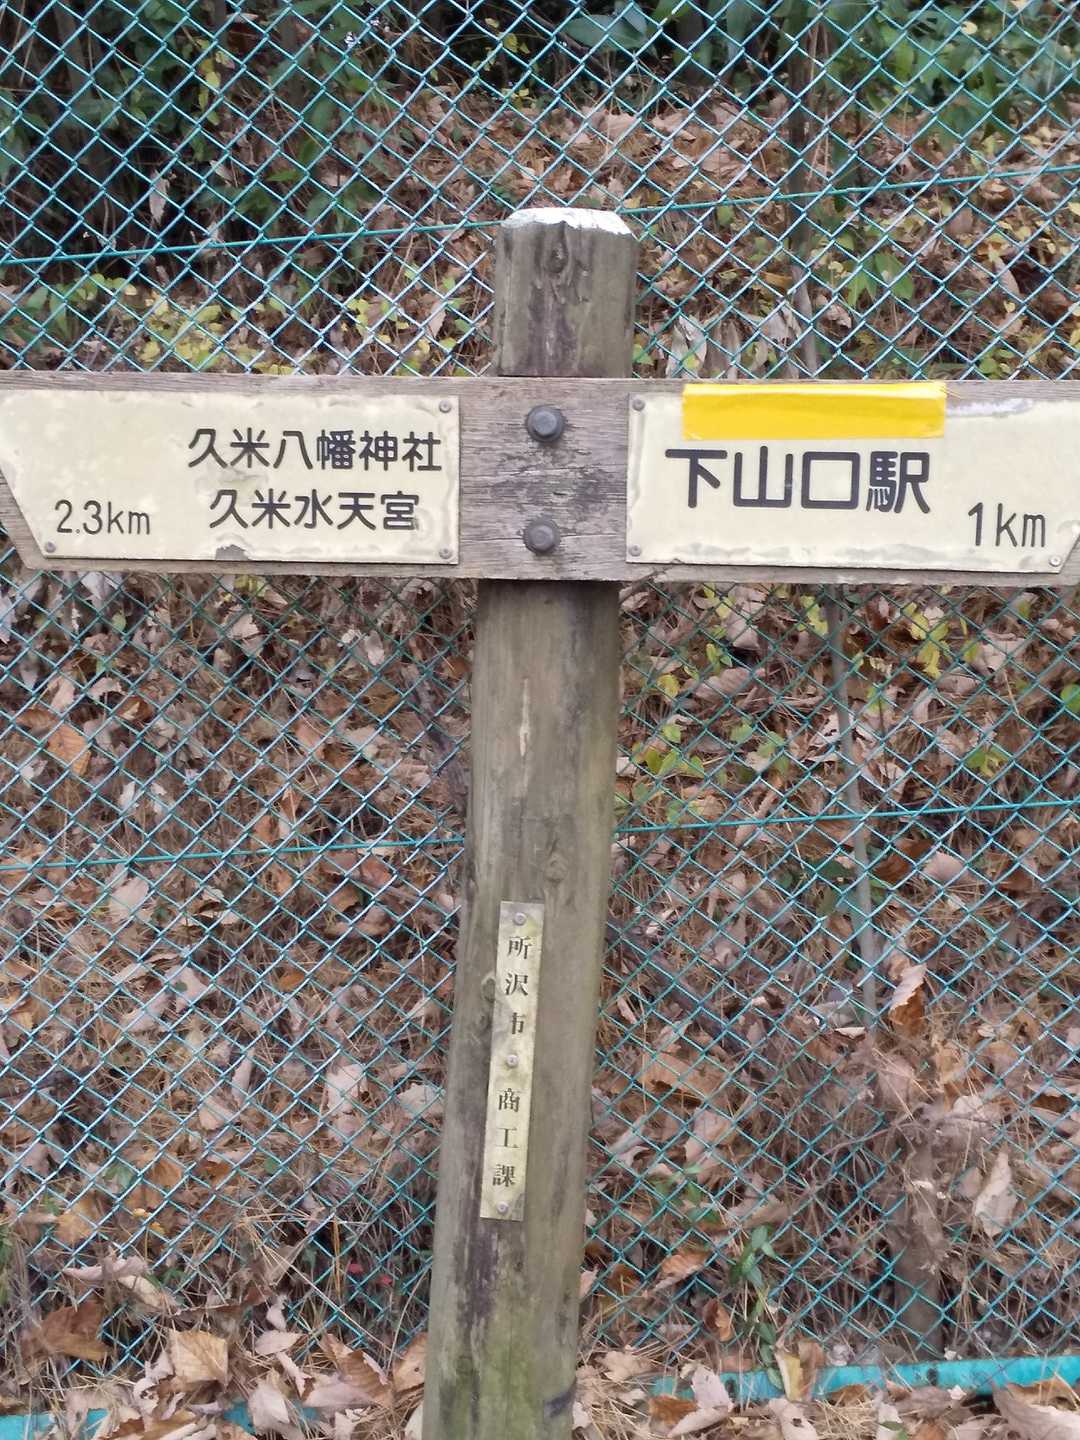 久米八幡神社
久米水天宮
2.3km
下山口駅
1km
所沢市商工課